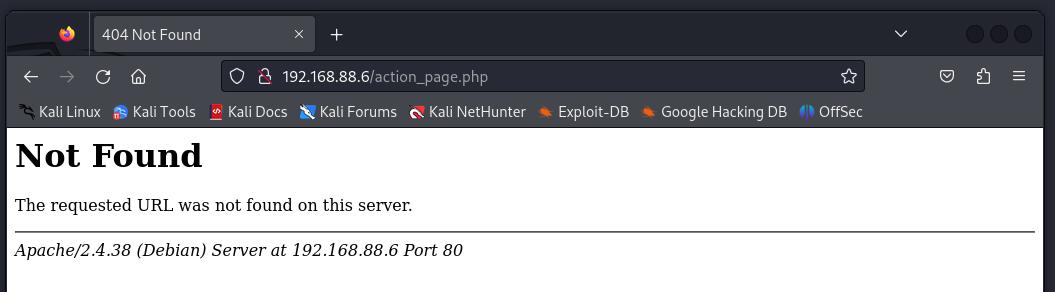 404 Not Found
192.168.88.6/action_page.php
Kali Linux Kali Tools Kali Docs Kali Forums Kali NetHunter Exploit-DB Google Hacking DB OffSec
Not Found
The requested URL was not found on this server.
Apache/2.4.38 (Debian) Server at 192.168.88.6 Port 80